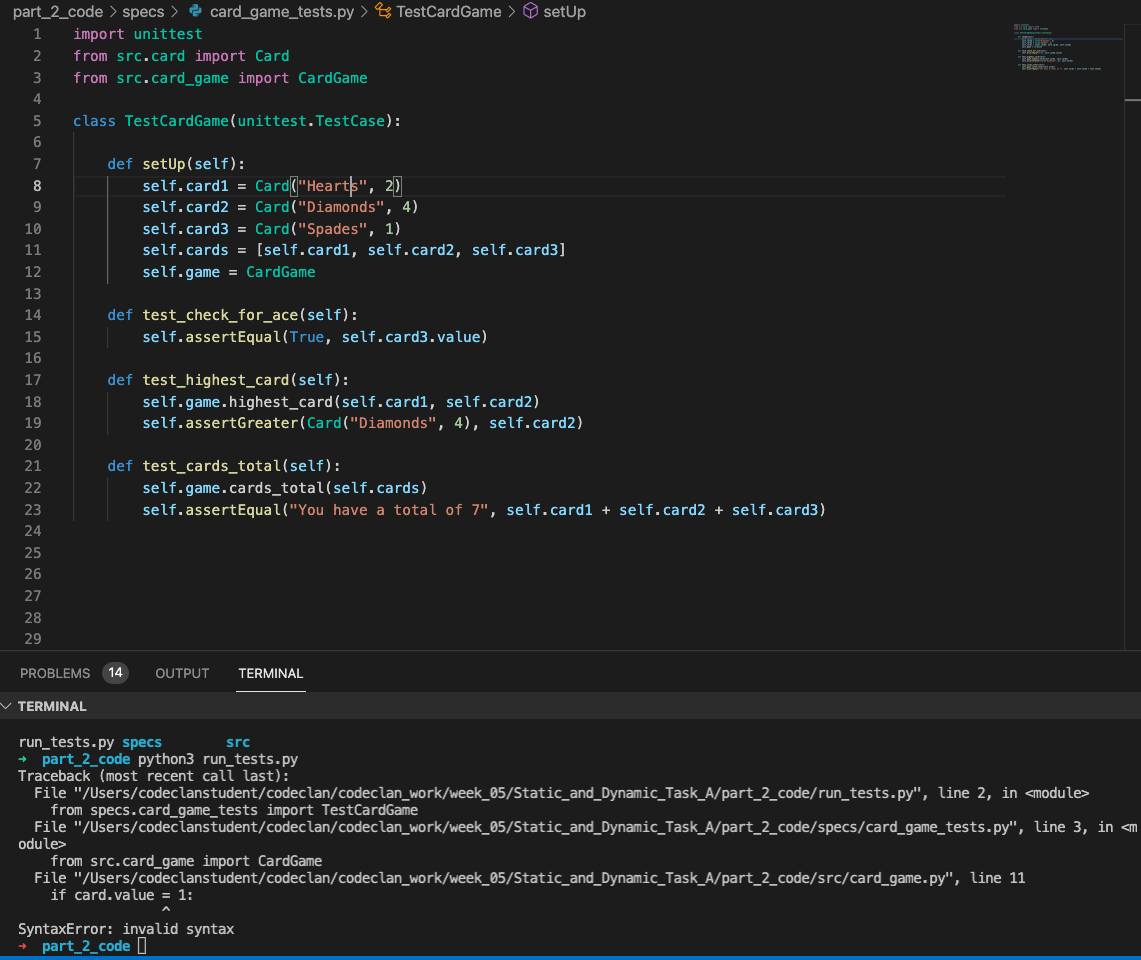 part_2_code > specs > card_game_tests.py > TestCardGame > setUp
1 import unittest
2 from src.card import Card
3 from src.card_game import CardGame
4
5 class TestCardGame(unittest.TestCase):
6
7     def setUp(self):
8         self.card1 = Card("Hearts", 2)
9         self.card2 = Card("Diamonds", 4)
10         self.card3 = Card("Spades", 1)
11         self.cards = [self.card1, self.card2, self.card3]
12         self.game = CardGame
13
14     def test_check_for_ace(self):
15         self.assertEqual(True, self.card3.value)
16
17     def test_highest_card(self):
18         self.game.highest_card(self.card1, self.card2)
19         self.assertGreater(Card("Diamonds", 4), self.card2)
20
21     def test_cards_total(self):
22         self.game.cards_total(self.cards)
23         self.assertEqual("You have a total of 7", self.card1 + self.card2 + self.card3)
24
25
26
27
28
29
PROBLEMS 14 OUTPUT TERMINAL
TERMINAL
run_tests.py specs        src
→ part_2_code python3 run_tests.py
Traceback (most recent call last):
  File "/Users/codeclanstudent/codeclan/codeclan_work/week_05/Static_and_Dynamic_Task_A/part_2_code/run_tests.py", line 2, in <module>
    from specs.card_game_tests import TestCardGame
  File "/Users/codeclanstudent/codeclan/codeclan_work/week_05/Static_and_Dynamic_Task_A/part_2_code/specs/card_game_tests.py", line 3, in <m
odule>
    from src.card_game import CardGame
  File "/Users/codeclanstudent/codeclan/codeclan_work/week_05/Static_and_Dynamic_Task_A/part_2_code/src/card_game.py", line 11
    if card.value = 1:
                  ^
SyntaxError: invalid syntax
→ part_2_code